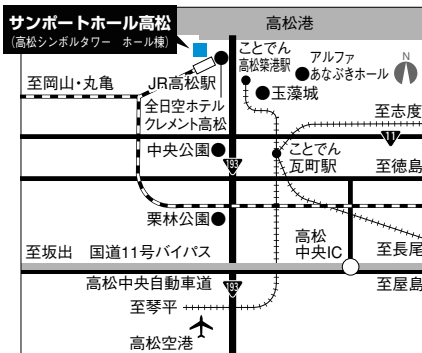 サンポートホール高松
(高松シンボルタワー ホール棟)
高松港
ことでん
高松築港駅
アルファ
あなぶきホール
N
至岡山・丸亀
JR高松駅
玉藻城
全日空ホテル
クレメント高松
至志度
11
中央公園
193
ことでん
瓦町駅
至徳島
栗林公園
高松
中央IC
至坂出 国道11号バイパス
至長尾
高松中央自動車道
193
至屋島
至琴平
高松空港